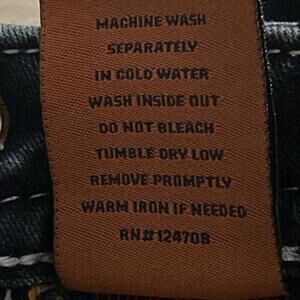 MACHINE WASH
SEPARATELY
IN COLD WATER
WASH INSIDE OUT
DO NOT BLEACH
TUMBLE DRY LOW
REMOVE PROMPTLY
WARM IRON IF NEEDED
RN#124708